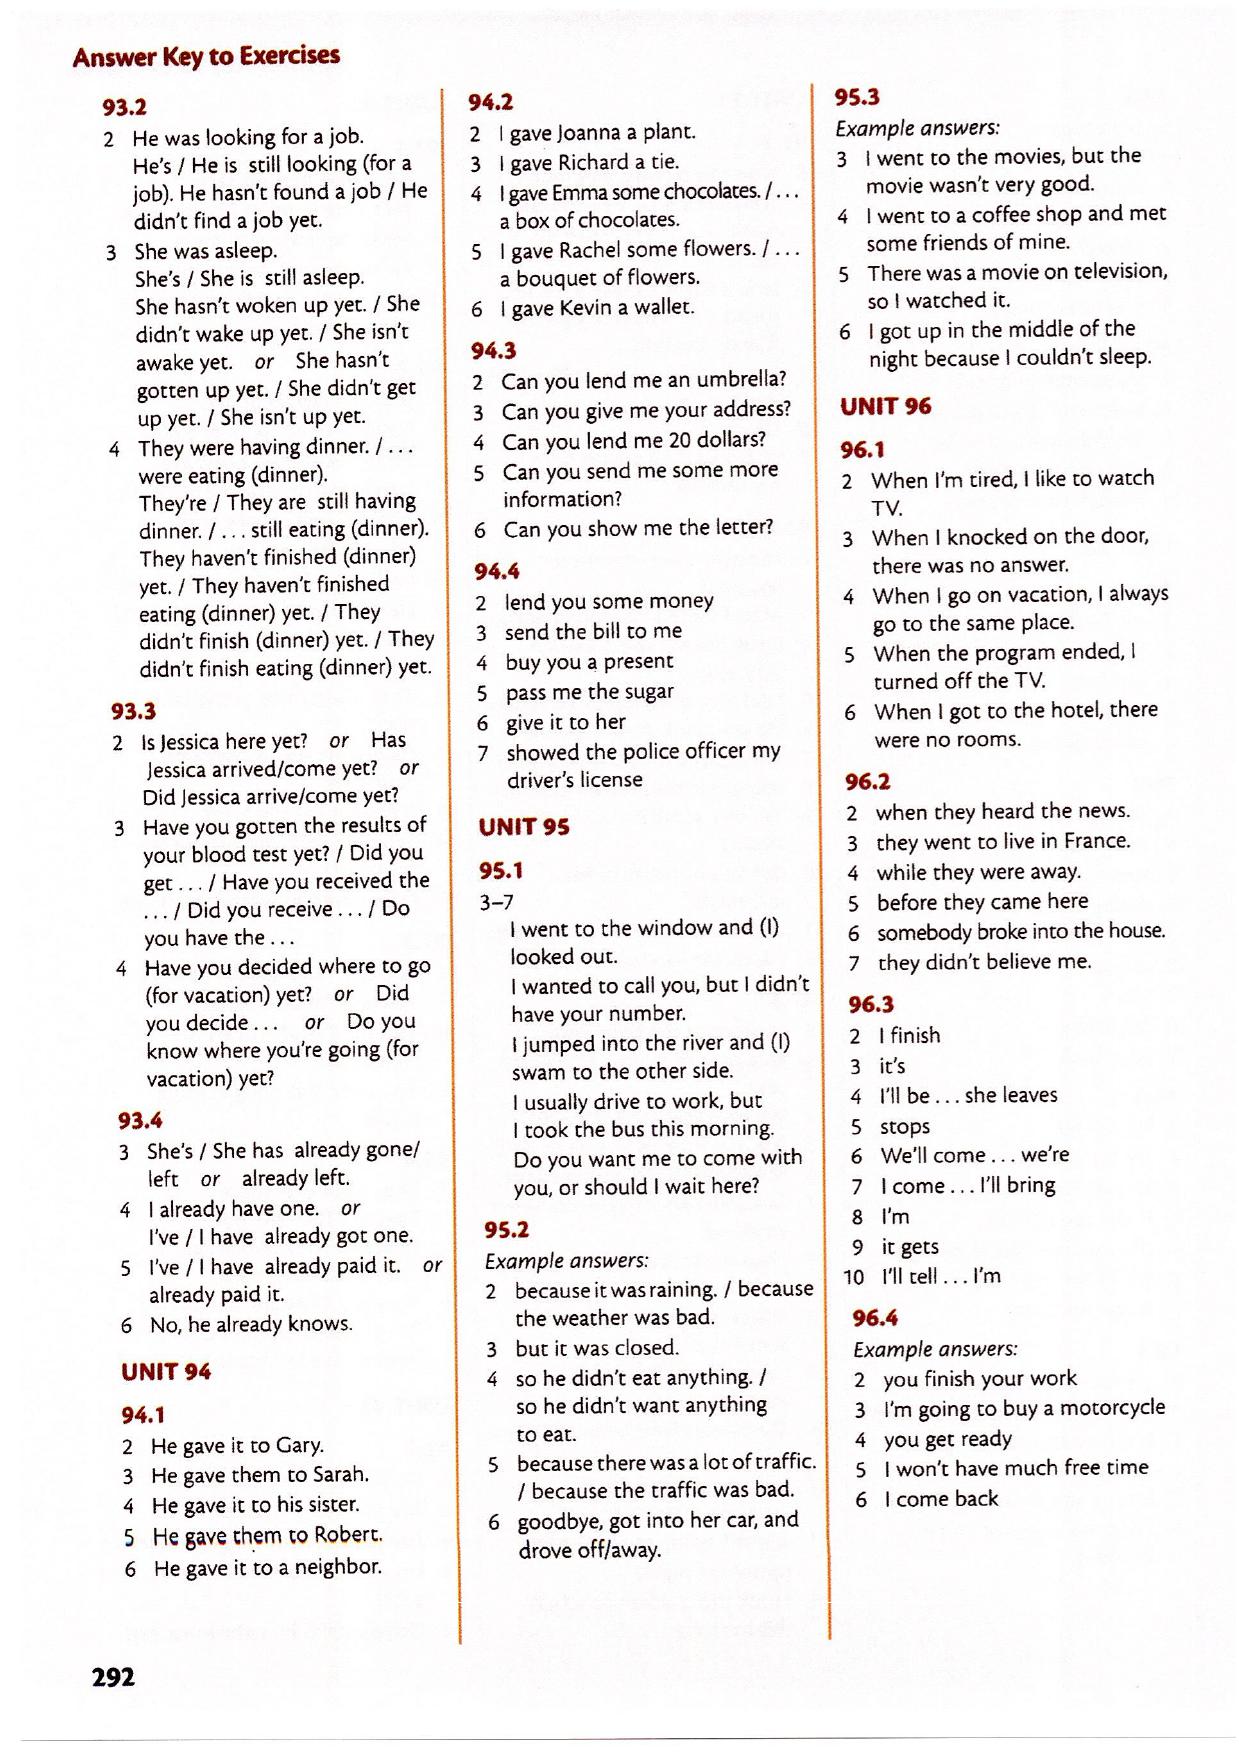 Answer Key to Exercises
93.2
2 He was looking for a job.
He's / He is still looking (for a
job). He hasn't found a job / He
didn't find a job yet.
3 She was asleep.
She's / She is still asleep.
She hasn't woken up yet. / She
didn't wake up yet. / She isn't
awake yet. or She hasn't
gotten up yet. / She didn't get
up yet. / She isn't up yet.
4 They were having dinner. / ...
were eating (dinner).
They're / They are still having
dinner. / ... still eating (dinner).
They haven't finished (dinner)
yet. / They haven't finished
eating (dinner) yet. / They
didn't finish (dinner) yet. / They
didn't finish eating (dinner) yet.
93.3
2 Is Jessica here yet? or Has
Jessica arrived/come yet? or
Did Jessica arrive/come yet?
3 Have you gotten the results of
your blood test yet? / Did you
get ... / Have you received the
... / Did you receive ... / Do
you have the ...
4 Have you decided where to go
(for vacation) yet? or Did
you decide ... or Do you
know where you're going (for
vacation) yet?
93.4
3 She's / She has already gone/
left or already left.
4 I already have one. or
I've / I have already got one.
5 I've / I have already paid it. or
already paid it.
6 No, he already knows.
UNIT 94
94.1
2 He gave it to Gary.
3 He gave them to Sarah.
4 He gave it to his sister.
5 He gave them to Robert.
6 He gave it to a neighbor.
94.2
2 I gave Joanna a plant.
3 I gave Richard a tie.
4 I gave Emma some chocolates. / ...
a box of chocolates.
5 I gave Rachel some flowers. / ...
a bouquet of flowers.
6 I gave Kevin a wallet.
94.3
2 Can you lend me an umbrella?
3 Can you give me your address?
4 Can you lend me 20 dollars?
5 Can you send me some more
information?
6 Can you show me the letter?
94.4
2 lend you some money
3 send the bill to me
4 buy you a present
5 pass me the sugar
6 give it to her
7 showed the police officer my
driver's license
UNIT 95
95.1
3–7
I went to the window and (I)
looked out.
I wanted to call you, but I didn't
have your number.
I jumped into the river and (I)
swam to the other side.
I usually drive to work, but
I took the bus this morning.
Do you want me to come with
you, or should I wait here?
95.2
Example answers:
2 because it was raining. / because
the weather was bad.
3 but it was closed.
4 so he didn't eat anything. /
so he didn't want anything
to eat.
5 because there was a lot of traffic.
/ because the traffic was bad.
6 goodbye, got into her car, and
drove off/away.
95.3
Example answers:
3 I went to the movies, but the
movie wasn't very good.
4 I went to a coffee shop and met
some friends of mine.
5 There was a movie on television,
so I watched it.
6 I got up in the middle of the
night because I couldn't sleep.
UNIT 96
96.1
2 When I'm tired, I like to watch
TV.
3 When I knocked on the door,
there was no answer.
4 When I go on vacation, I always
go to the same place.
5 When the program ended, I
turned off the TV.
6 When I got to the hotel, there
were no rooms.
96.2
2 when they heard the news.
3 they went to live in France.
4 while they were away.
5 before they came here
6 somebody broke into the house.
7 they didn't believe me.
96.3
2 I finish
3 it's
4 I'll be ... she leaves
5 stops
6 We'll come ... we're
7 I come ... I'll bring
8 I'm
9 it gets
10 I'll tell ... I'm
96.4
Example answers:
2 you finish your work
3 I'm going to buy a motorcycle
4 you get ready
5 I won't have much free time
6 I come back
292